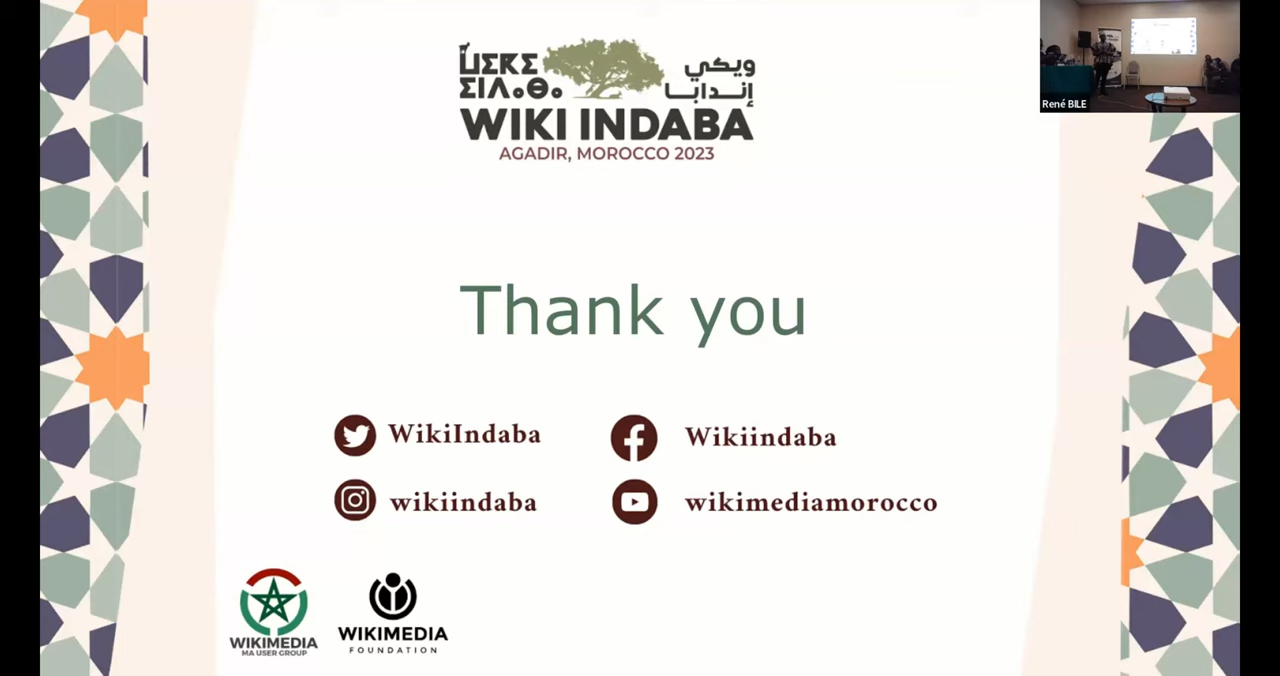 ⵡⵉⴽⵉ
ⵉⵏⴷⴰⴱⴰ
ويكي
إندابا
WIKI INDABA
AGADIR, MOROCCO 2023
René BILE
Thank you
WikiIndaba
Wikiindaba
wikiindaba
wikimediamorocco
WIKIMEDIA
MA USER GROUP
WIKIMEDIA
FOUNDATION